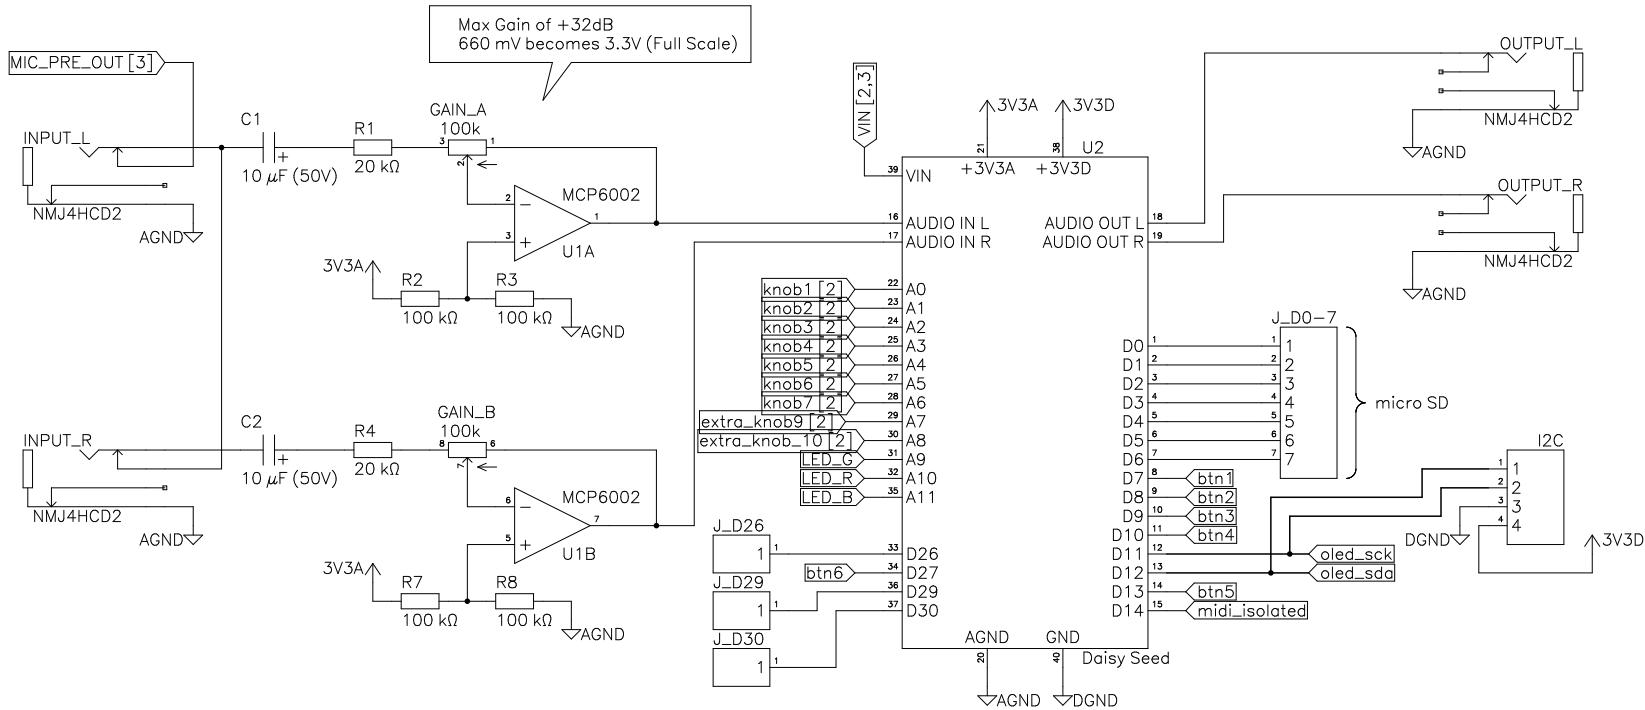 Max Gain of +32dB
660 mV becomes 3.3V (Full Scale)
MIC_PRE_OUT [3]
INPUT_L
NMJ4HCD2
AGND
C1
10 µF (50V)
R1
20 kΩ
GAIN_A
100k
3
1
2
2
3
1
MCP6002
U1A
3V3A
R2
100 kΩ
R3
100 kΩ
AGND
INPUT_R
NMJ4HCD2
AGND
C2
10 µF (50V)
R4
20 kΩ
GAIN_B
100k
8
6
7
6
5
7
MCP6002
U1B
3V3A
R7
100 kΩ
R8
100 kΩ
AGND
VIN [2,3]
3V3A
3V3D
21
38
U2
+3V3A
+3V3D
39
VIN
16
AUDIO IN L
17
AUDIO IN R
AUDIO OUT L
18
AUDIO OUT R
19
knob1 [2]
22
A0
knob2 [2]
23
A1
knob3 [2]
24
A2
knob4 [2]
25
A3
knob5 [2]
26
A4
knob6 [2]
27
A5
knob7 [2]
28
A6
extra_knob9 [2]
29
A7
extra_knob_10 [2]
30
A8
LED_G
31
A9
LED_R
32
A10
LED_B
35
A11
J_D26
1
1
33
D26
btn6
34
D27
J_D29
1
1
36
D29
J_D30
1
1
37
D30
AGND
GND
20
40
Daisy Seed
AGND
DGND
D0
1
D1
2
D2
3
D3
4
D4
5
D5
6
D6
7
D7
8
btn1
D8
9
btn2
D9
10
btn3
D10
11
btn4
D11
12
oled_sck
D12
13
oled_sda
D13
14
btn5
D14
15
midi_isolated
J_D0-7
1
1
2
2
3
3
4
4
5
5
6
6
7
7
micro SD
I2C
1
1
2
2
3
3
4
4
DGND
3V3D
OUTPUT_L
NMJ4HCD2
AGND
OUTPUT_R
NMJ4HCD2
AGND